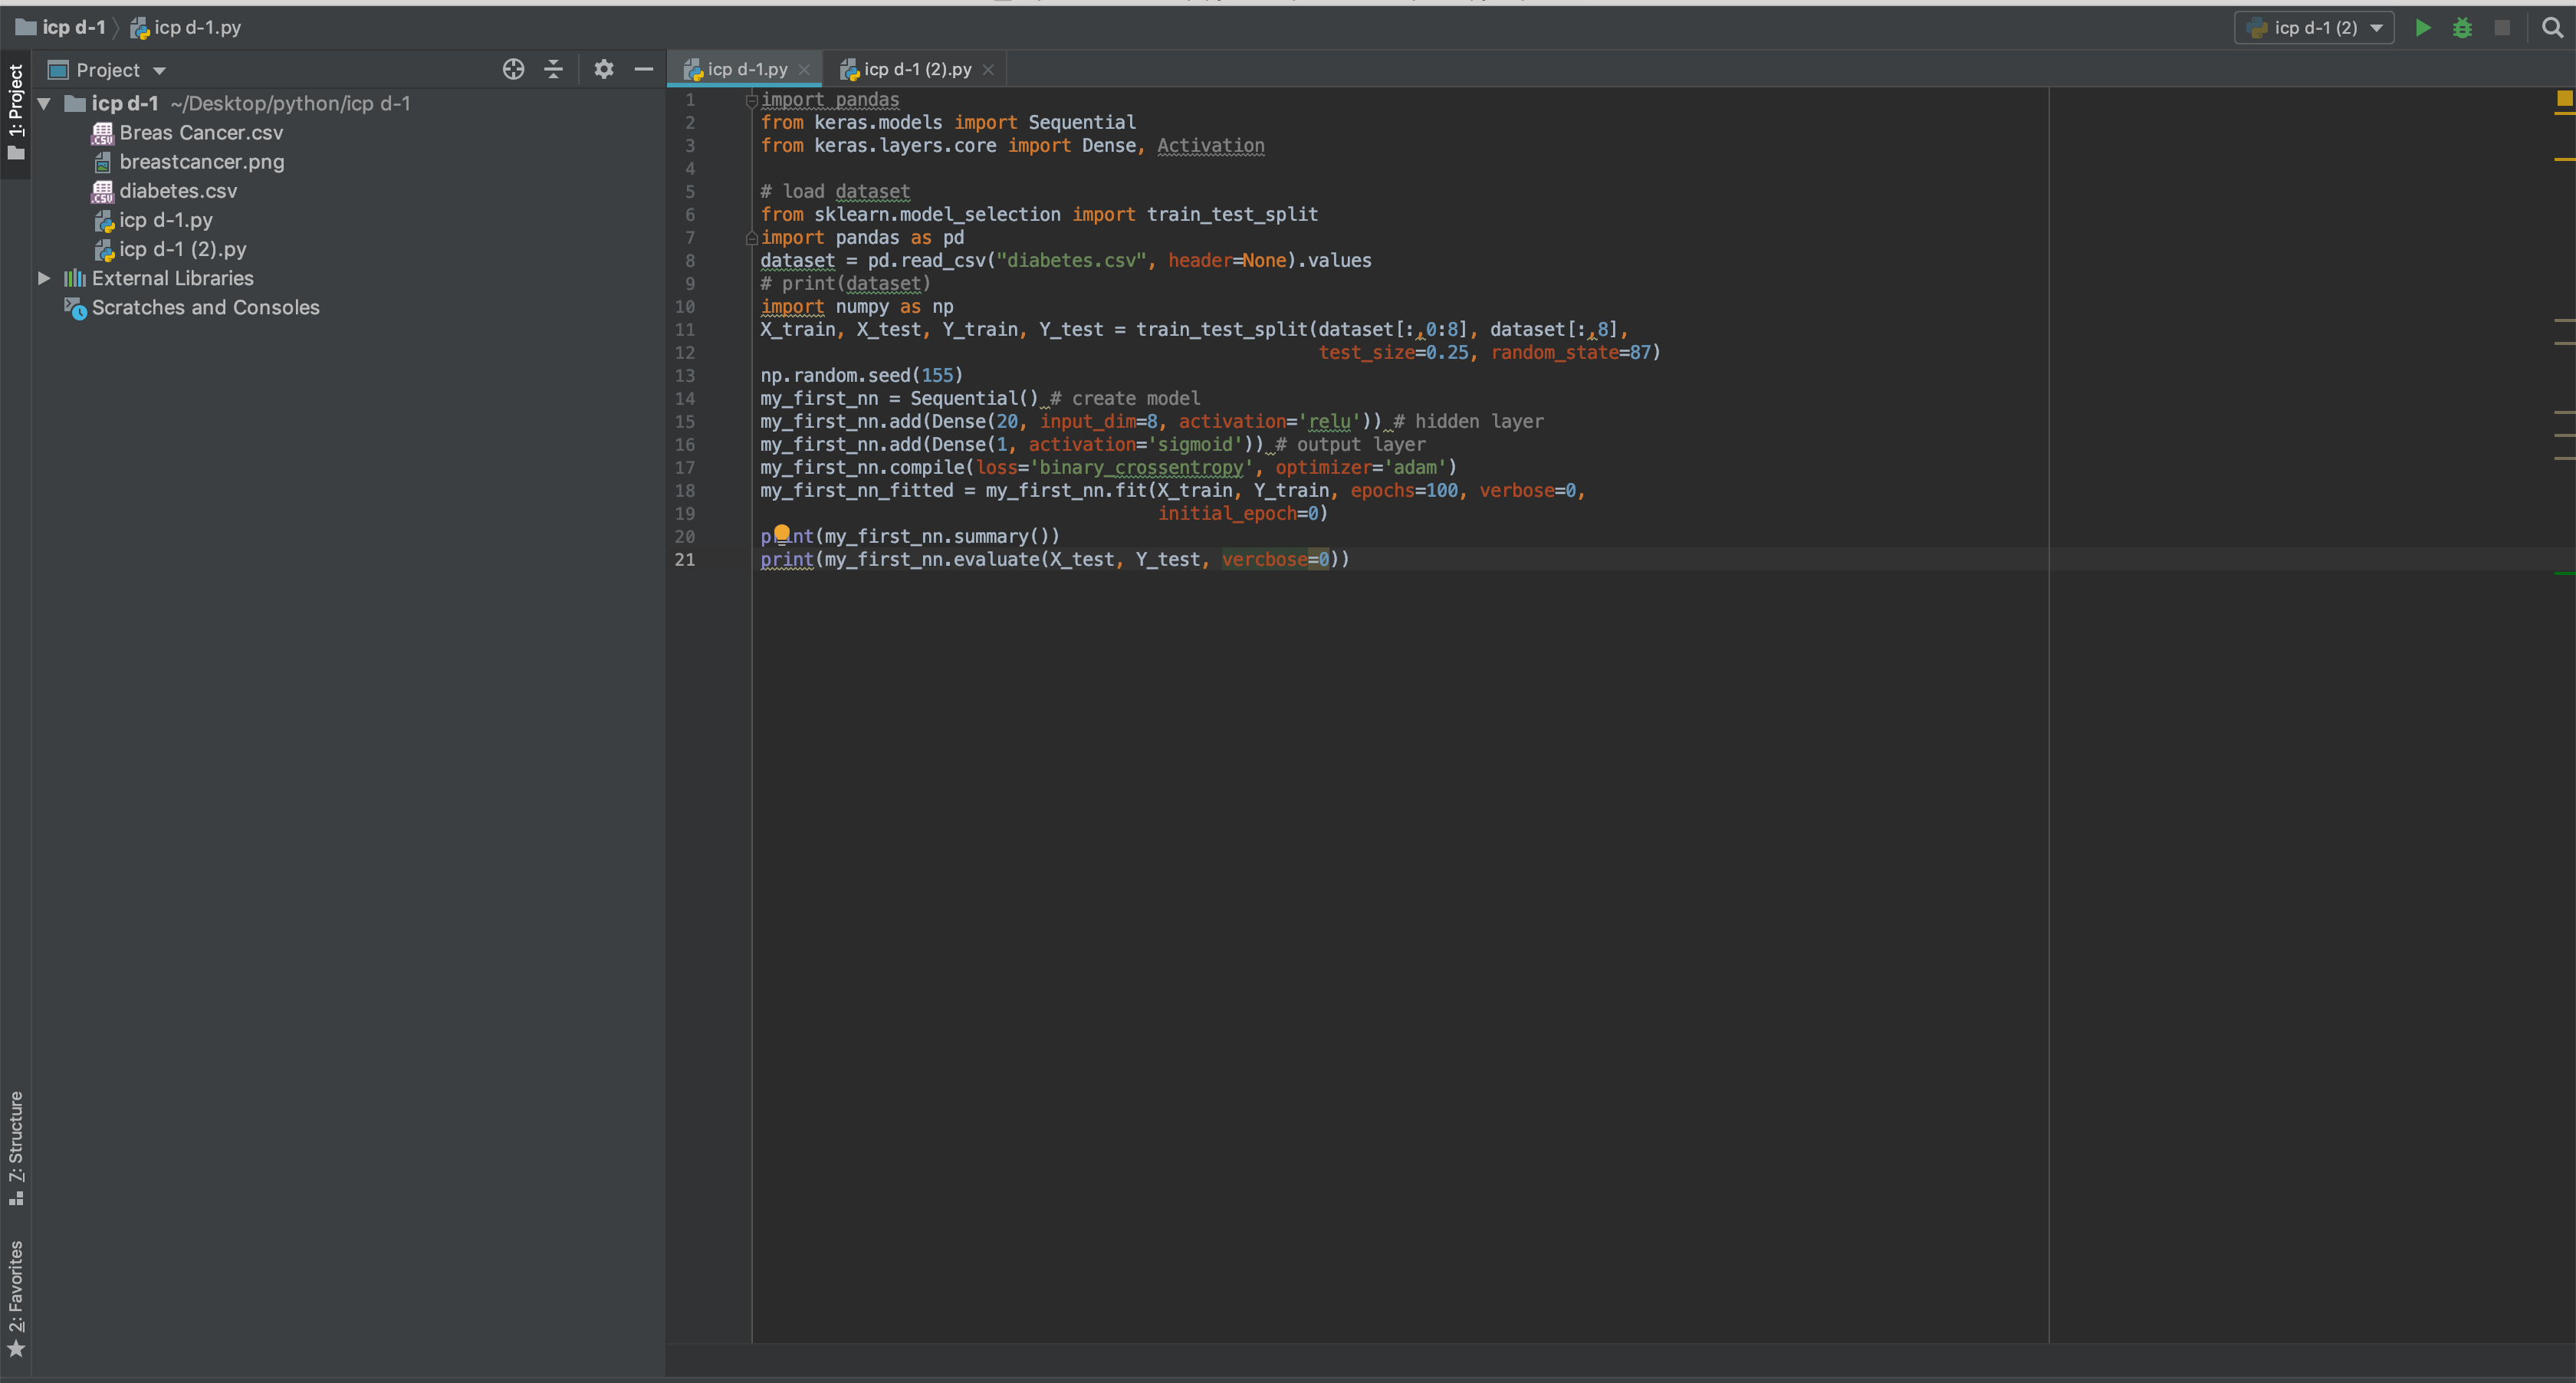 icp d-1 icp d-1.py icp d-1 (2)
1: Project
Project
icp d-1 ~/Desktop/python/icp d-1
Breas Cancer.csv
breastcancer.png
diabetes.csv
icp d-1.py
icp d-1 (2).py
External Libraries
Scratches and Consoles
icp d-1.py icp d-1 (2).py
1 import pandas
2 from keras.models import Sequential
3 from keras.layers.core import Dense, Activation
4
5 # load dataset
6 from sklearn.model_selection import train_test_split
7 import pandas as pd
8 dataset = pd.read_csv("diabetes.csv", header=None).values
9 # print(dataset)
10 import numpy as np
11 X_train, X_test, Y_train, Y_test = train_test_split(dataset[:,0:8], dataset[:,8],
12 test_size=0.25, random_state=87)
13 np.random.seed(155)
14 my_first_nn = Sequential() # create model
15 my_first_nn.add(Dense(20, input_dim=8, activation='relu')) # hidden layer
16 my_first_nn.add(Dense(1, activation='sigmoid')) # output layer
17 my_first_nn.compile(loss='binary_crossentropy', optimizer='adam')
18 my_first_nn_fitted = my_first_nn.fit(X_train, Y_train, epochs=100, verbose=0,
19 initial_epoch=0)
20 print(my_first_nn.summary())
21 print(my_first_nn.evaluate(X_test, Y_test, vercbose=0))
Z: Structure
2: Favorites